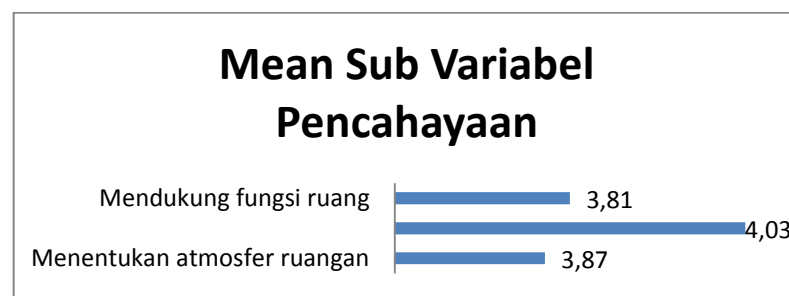 Mean Sub Variabel
Pencahayaan
Mendukung fungsi ruang 3,81
4,03
Menentukan atmosfer ruangan 3,87